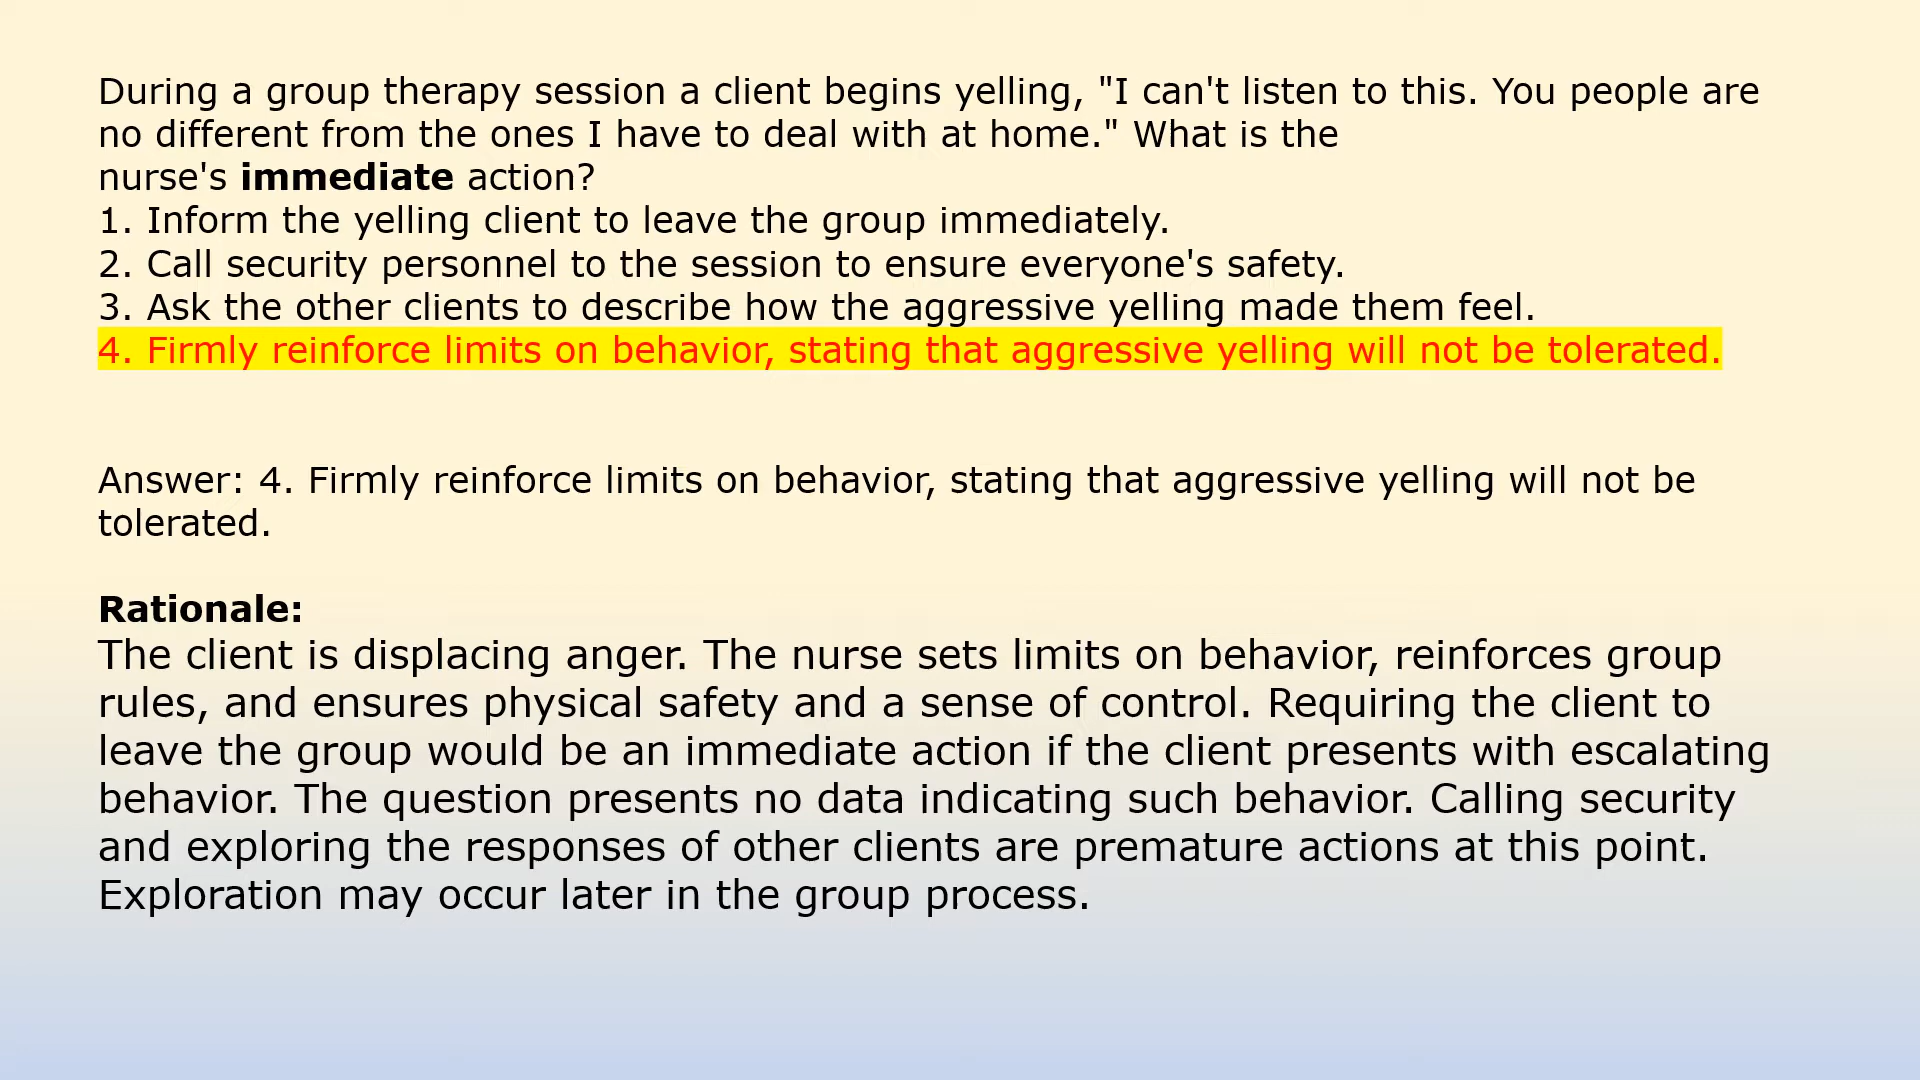 During a group therapy session a client begins yelling, "I can't listen to this. You people are
no different from the ones I have to deal with at home." What is the
nurse's immediate action?
1. Inform the yelling client to leave the group immediately.
2. Call security personnel to the session to ensure everyone's safety.
3. Ask the other clients to describe how the aggressive yelling made them feel.
4. Firmly reinforce limits on behavior, stating that aggressive yelling will not be tolerated.
Answer: 4. Firmly reinforce limits on behavior, stating that aggressive yelling will not be
tolerated.
Rationale:
The client is displacing anger. The nurse sets limits on behavior, reinforces group
rules, and ensures physical safety and a sense of control. Requiring the client to
leave the group would be an immediate action if the client presents with escalating
behavior. The question presents no data indicating such behavior. Calling security
and exploring the responses of other clients are premature actions at this point.
Exploration may occur later in the group process.